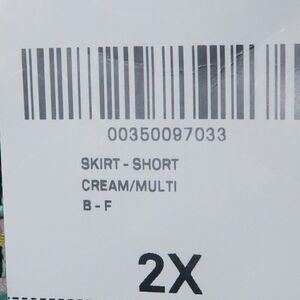 00350097033
SKIRT - SHORT
CREAM/MULTI
B - F
2X